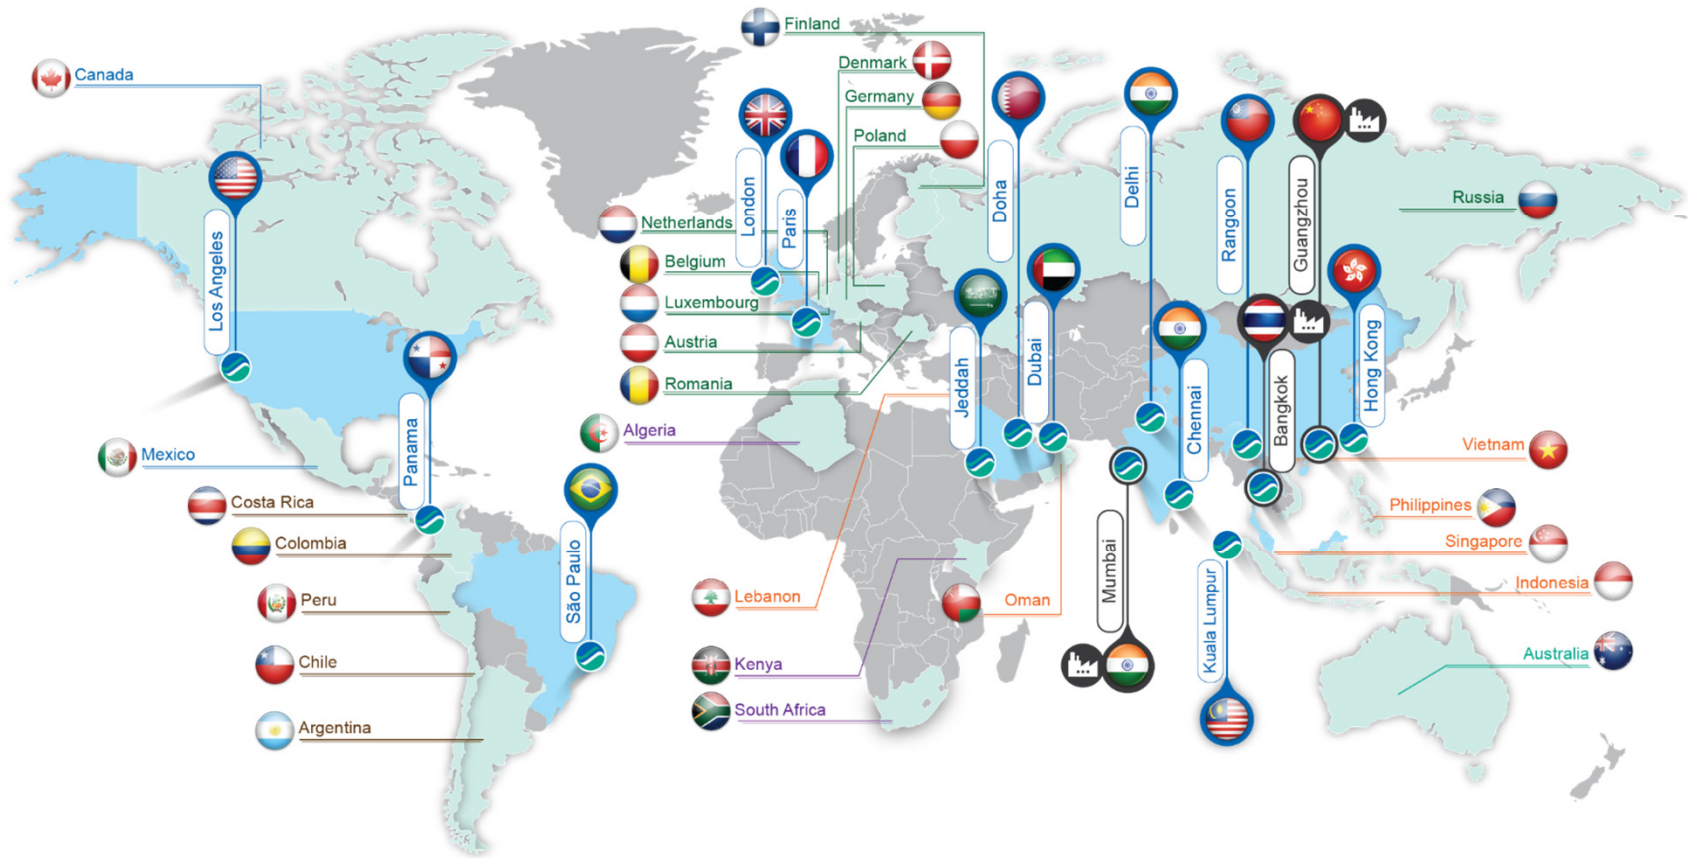 Finland
Canada
Denmark
Germany
Poland
London
Paris
Doha
Delhi
Rangoon
Guangzhou
Russia
Netherlands
Belgium
Luxembourg
Austria
Romania
Los Angeles
Jeddah
Dubai
Chennai
Bangkok
Hong Kong
Panama
Algeria
Mexico
Vietnam
Costa Rica
Philippines
Colombia
Singapore
São Paulo
Mumbai
Indonesia
Kuala Lumpur
Peru
Lebanon
Oman
Chile
Kenya
Australia
South Africa
Argentina